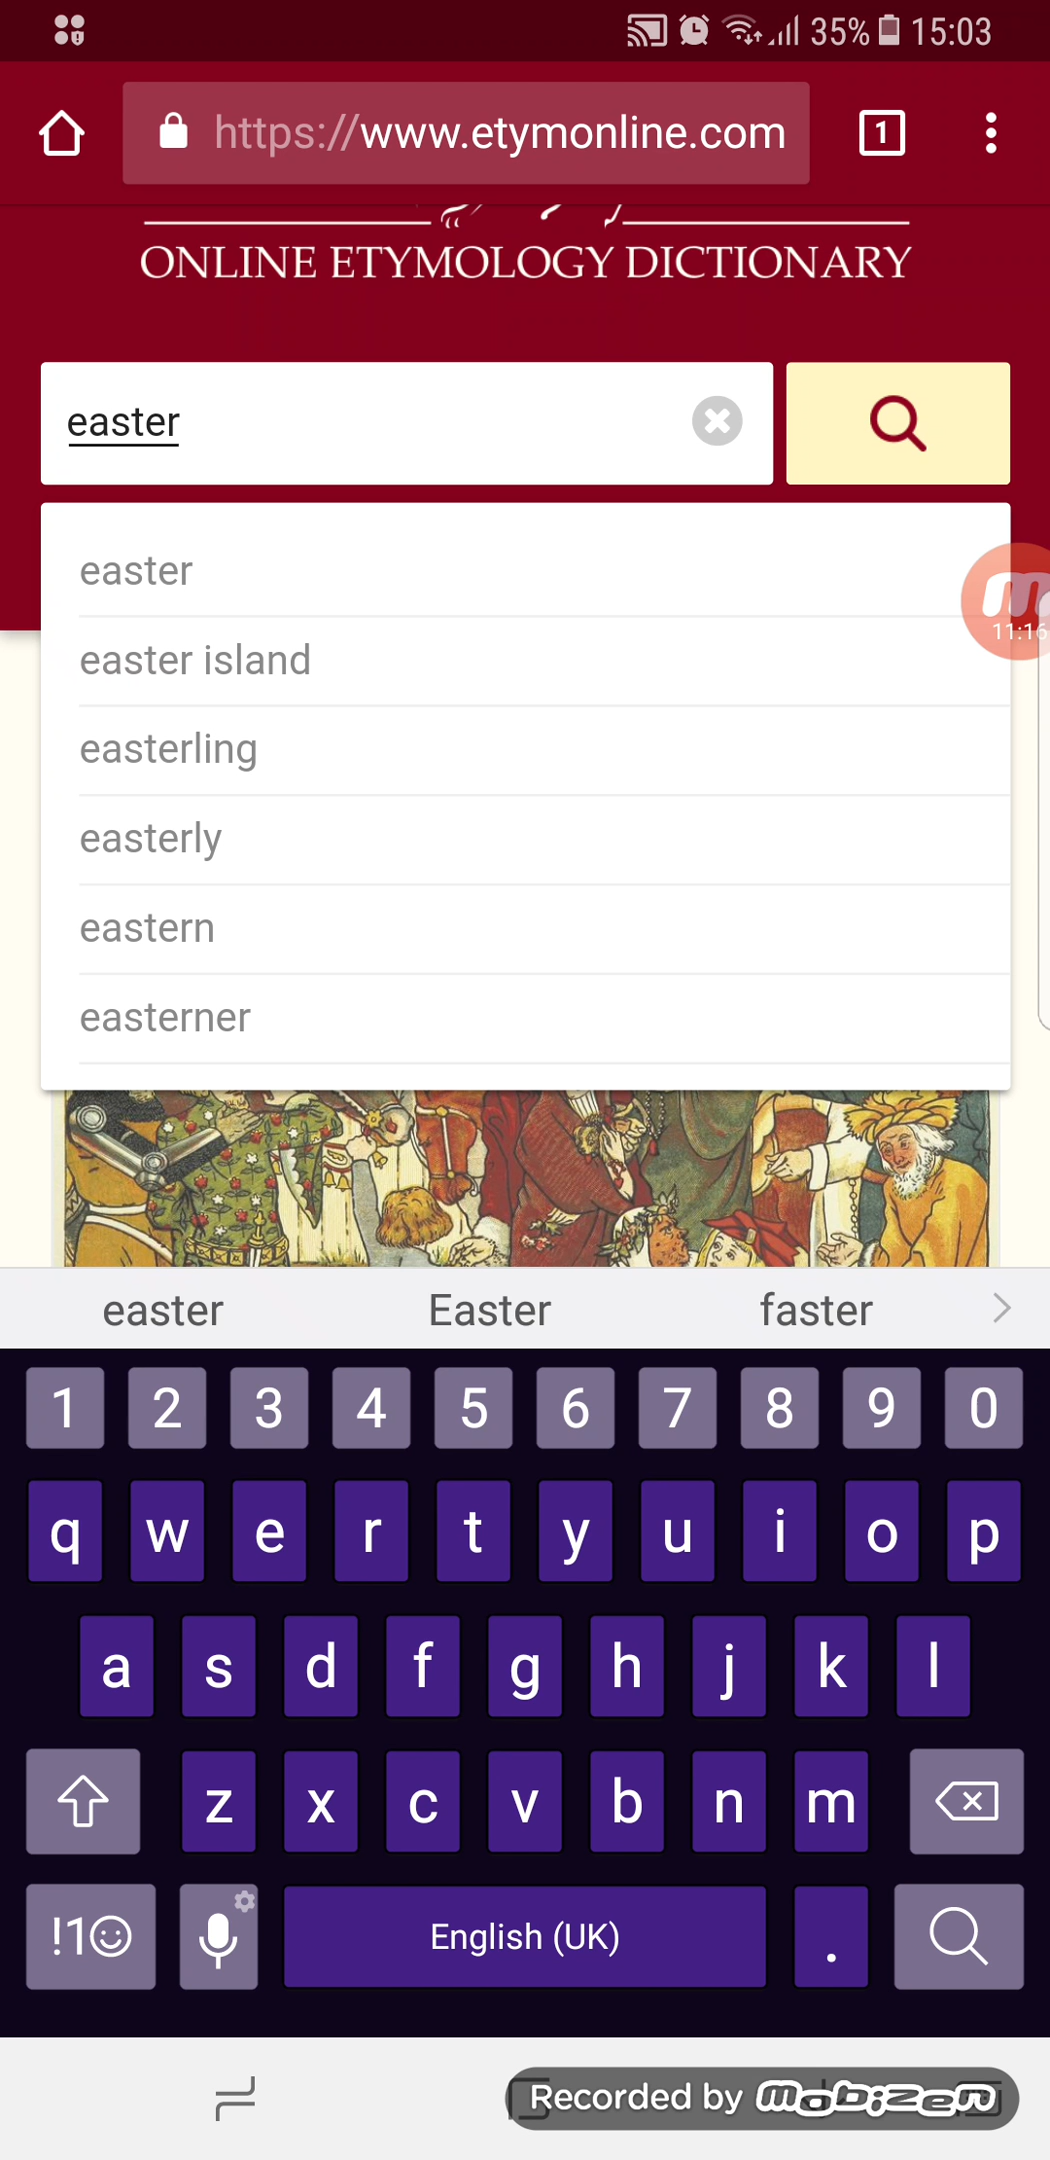 35% 15:03
https://www.etymonline.com 1
ONLINE ETYMOLOGY DICTIONARY
easter
easter
11:16
easter island
easterling
easterly
eastern
easterner
easter Easter faster
1 2 3 4 5 6 7 8 9 0
q w e r t y u i o p
a s d f g h j k l
z x c v b n m
!1☺ English (UK) .
Recorded by mobizen